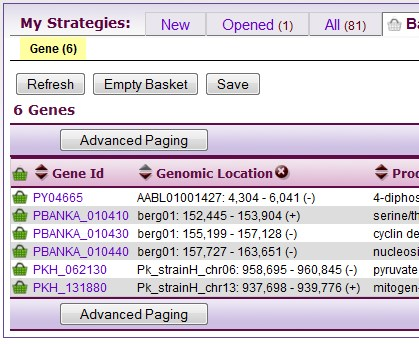 My Strategies: New Opened (1) All (81)
Gene (6)
Refresh Empty Basket Save
6 Genes
Advanced Paging
Gene Id Genomic Location
PY04665 AABL01001427: 4,304 - 6,041 (-) 4-diphos
PBANKA_010410 berg01: 152,445 - 153,904 (+) serine/th
PBANKA_010430 berg01: 155,199 - 157,128 (-) cyclin de
PBANKA_010440 berg01: 157,727 - 163,651 (-) nucleosi
PKH_062130 Pk_strainH_chr06: 958,695 - 960,845 (-) pyruvate
PKH_131880 Pk_strainH_chr13: 937,698 - 939,776 (+) mitogen-
Advanced Paging